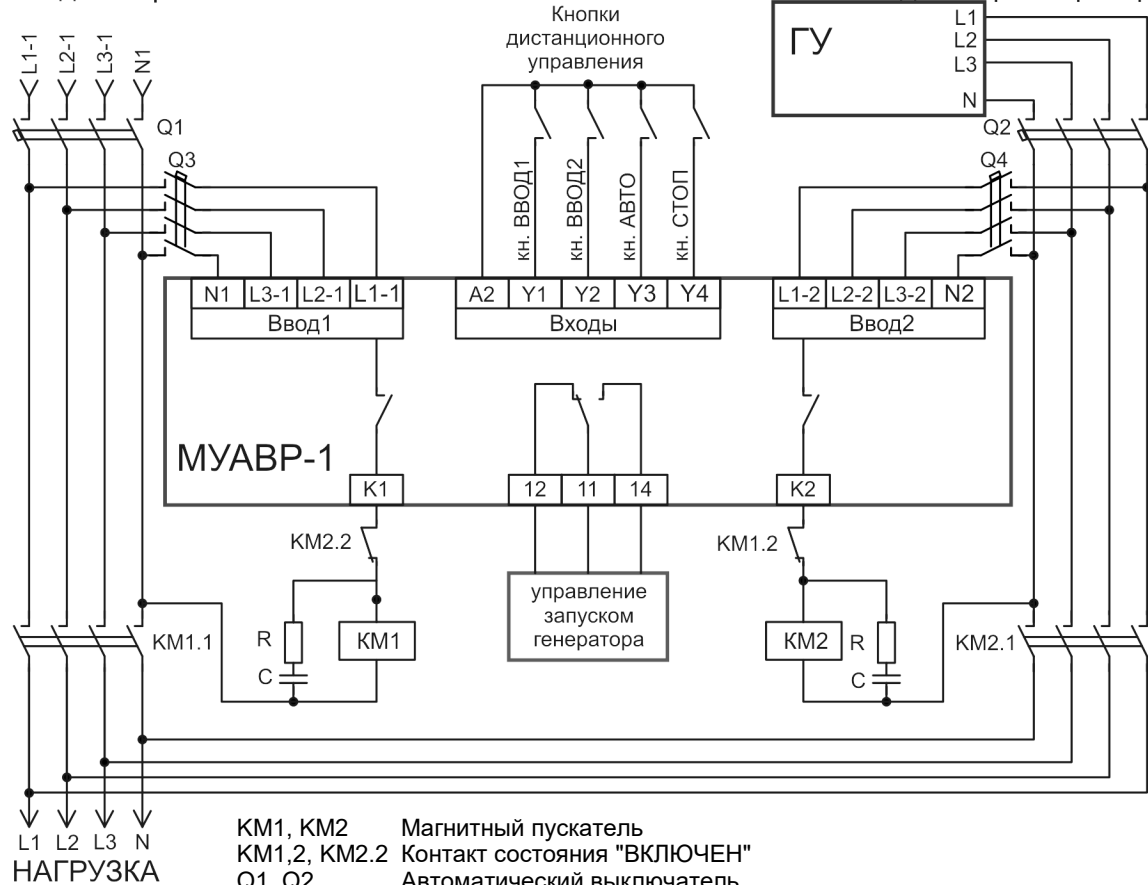 Кнопки
дистанционного
управления
ГУ
L1
L2
L3
N
L1-1
L2-1
L3-1
N1
Q1
Q2
Q3
Q4
кн. ВВОД1
кн. ВВОД2
кн. АВТО
кн. СТОП
N1 L3-1 L2-1 L1-1
Ввод1
A2 Y1 Y2 Y3 Y4
Входы
L1-2 L2-2 L3-2 N2
Ввод2
МУАВР-1
K1
12 11 14
K2
KM2.2
KM1.2
управление
запуском
генератора
KM1.1
R
C
KM1
KM2
R
C
KM2.1
L1 L2 L3 N
НАГРУЗКА
KM1, KM2 Магнитный пускатель
KM1,2, KM2.2 Контакт состояния "ВКЛЮЧЕН"
Q1, Q2 Автоматический выключатель